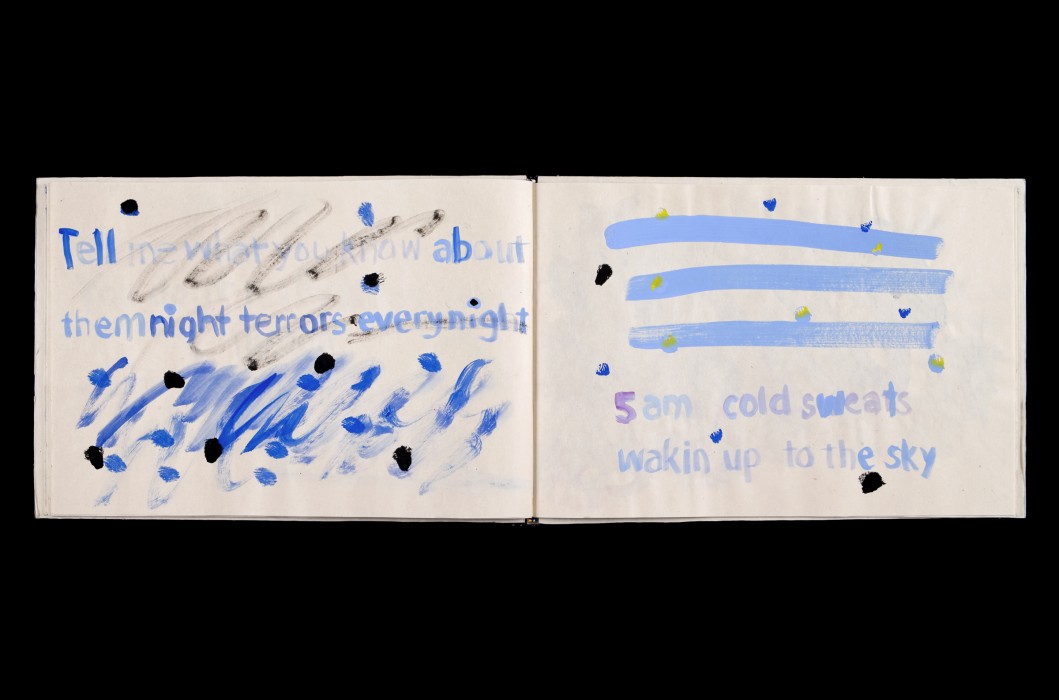 Tell me what you know about
them night terrors every night
5 am cold sweats
wakin up to the sky